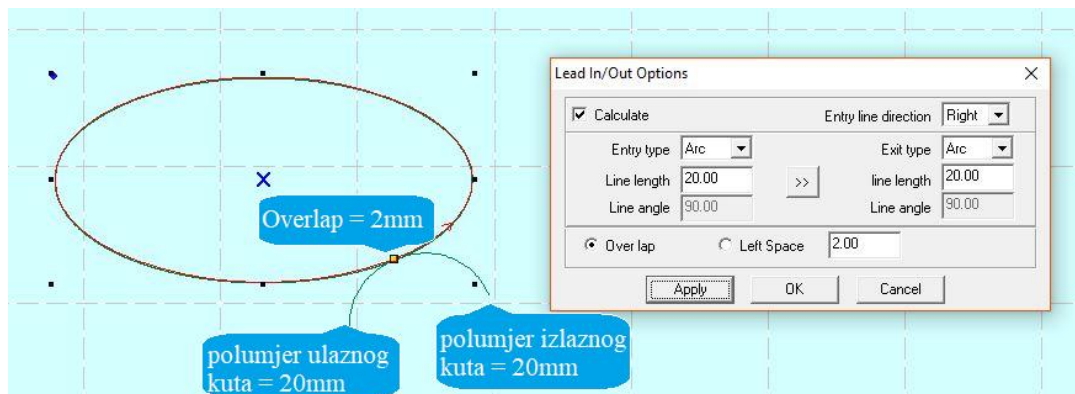 Overlap = 2mm
polumjer ulaznog
kuta = 20mm
polumjer izlaznog
kuta = 20mm
Lead In/Out Options
Calculate
Entry line direction Right
Entry type Arc
Exit type Arc
Line length 20.00
>>
line length 20.00
Line angle 90.00
Line angle 90.00
Over lap
Left Space 2.00
Apply
OK
Cancel